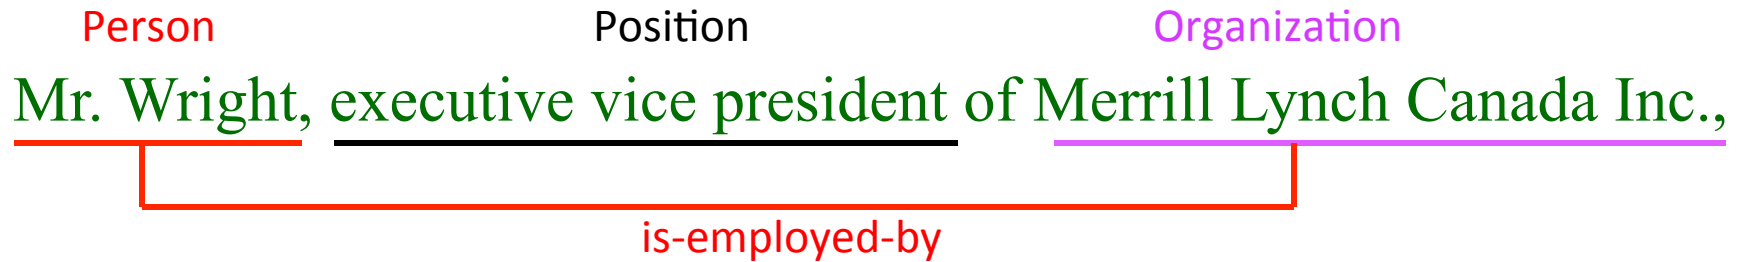 Person Position Organization
Mr. Wright, executive vice president of Merrill Lynch Canada Inc.,
is-employed-by